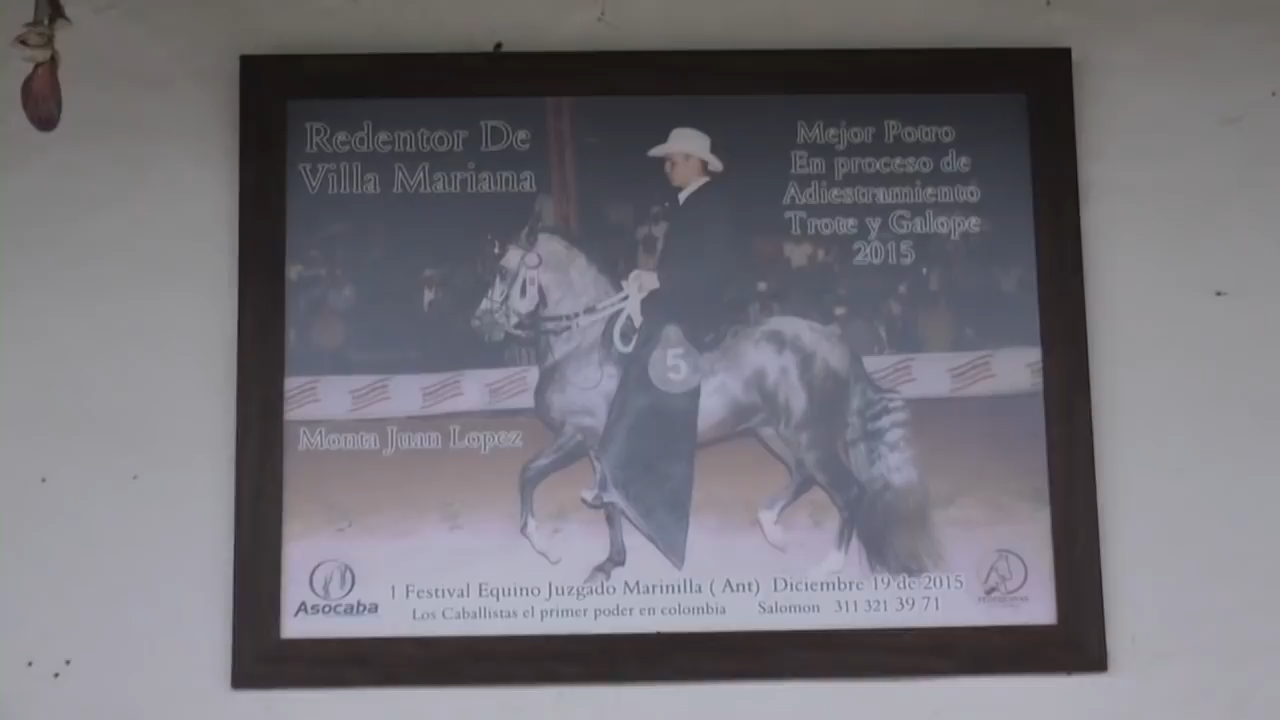 Redentor De
Villa Mariana
Mejor Potro
En proceso de
Adiestramiento
Trote y Galope
2015
5
Monta Juan Lopez
Asocaba
1 Festival Equino Juzgado Marinilla ( Ant) Diciembre 19 de 2015
Los Caballistas el primer poder en colombia Salomon 311 321 39 71